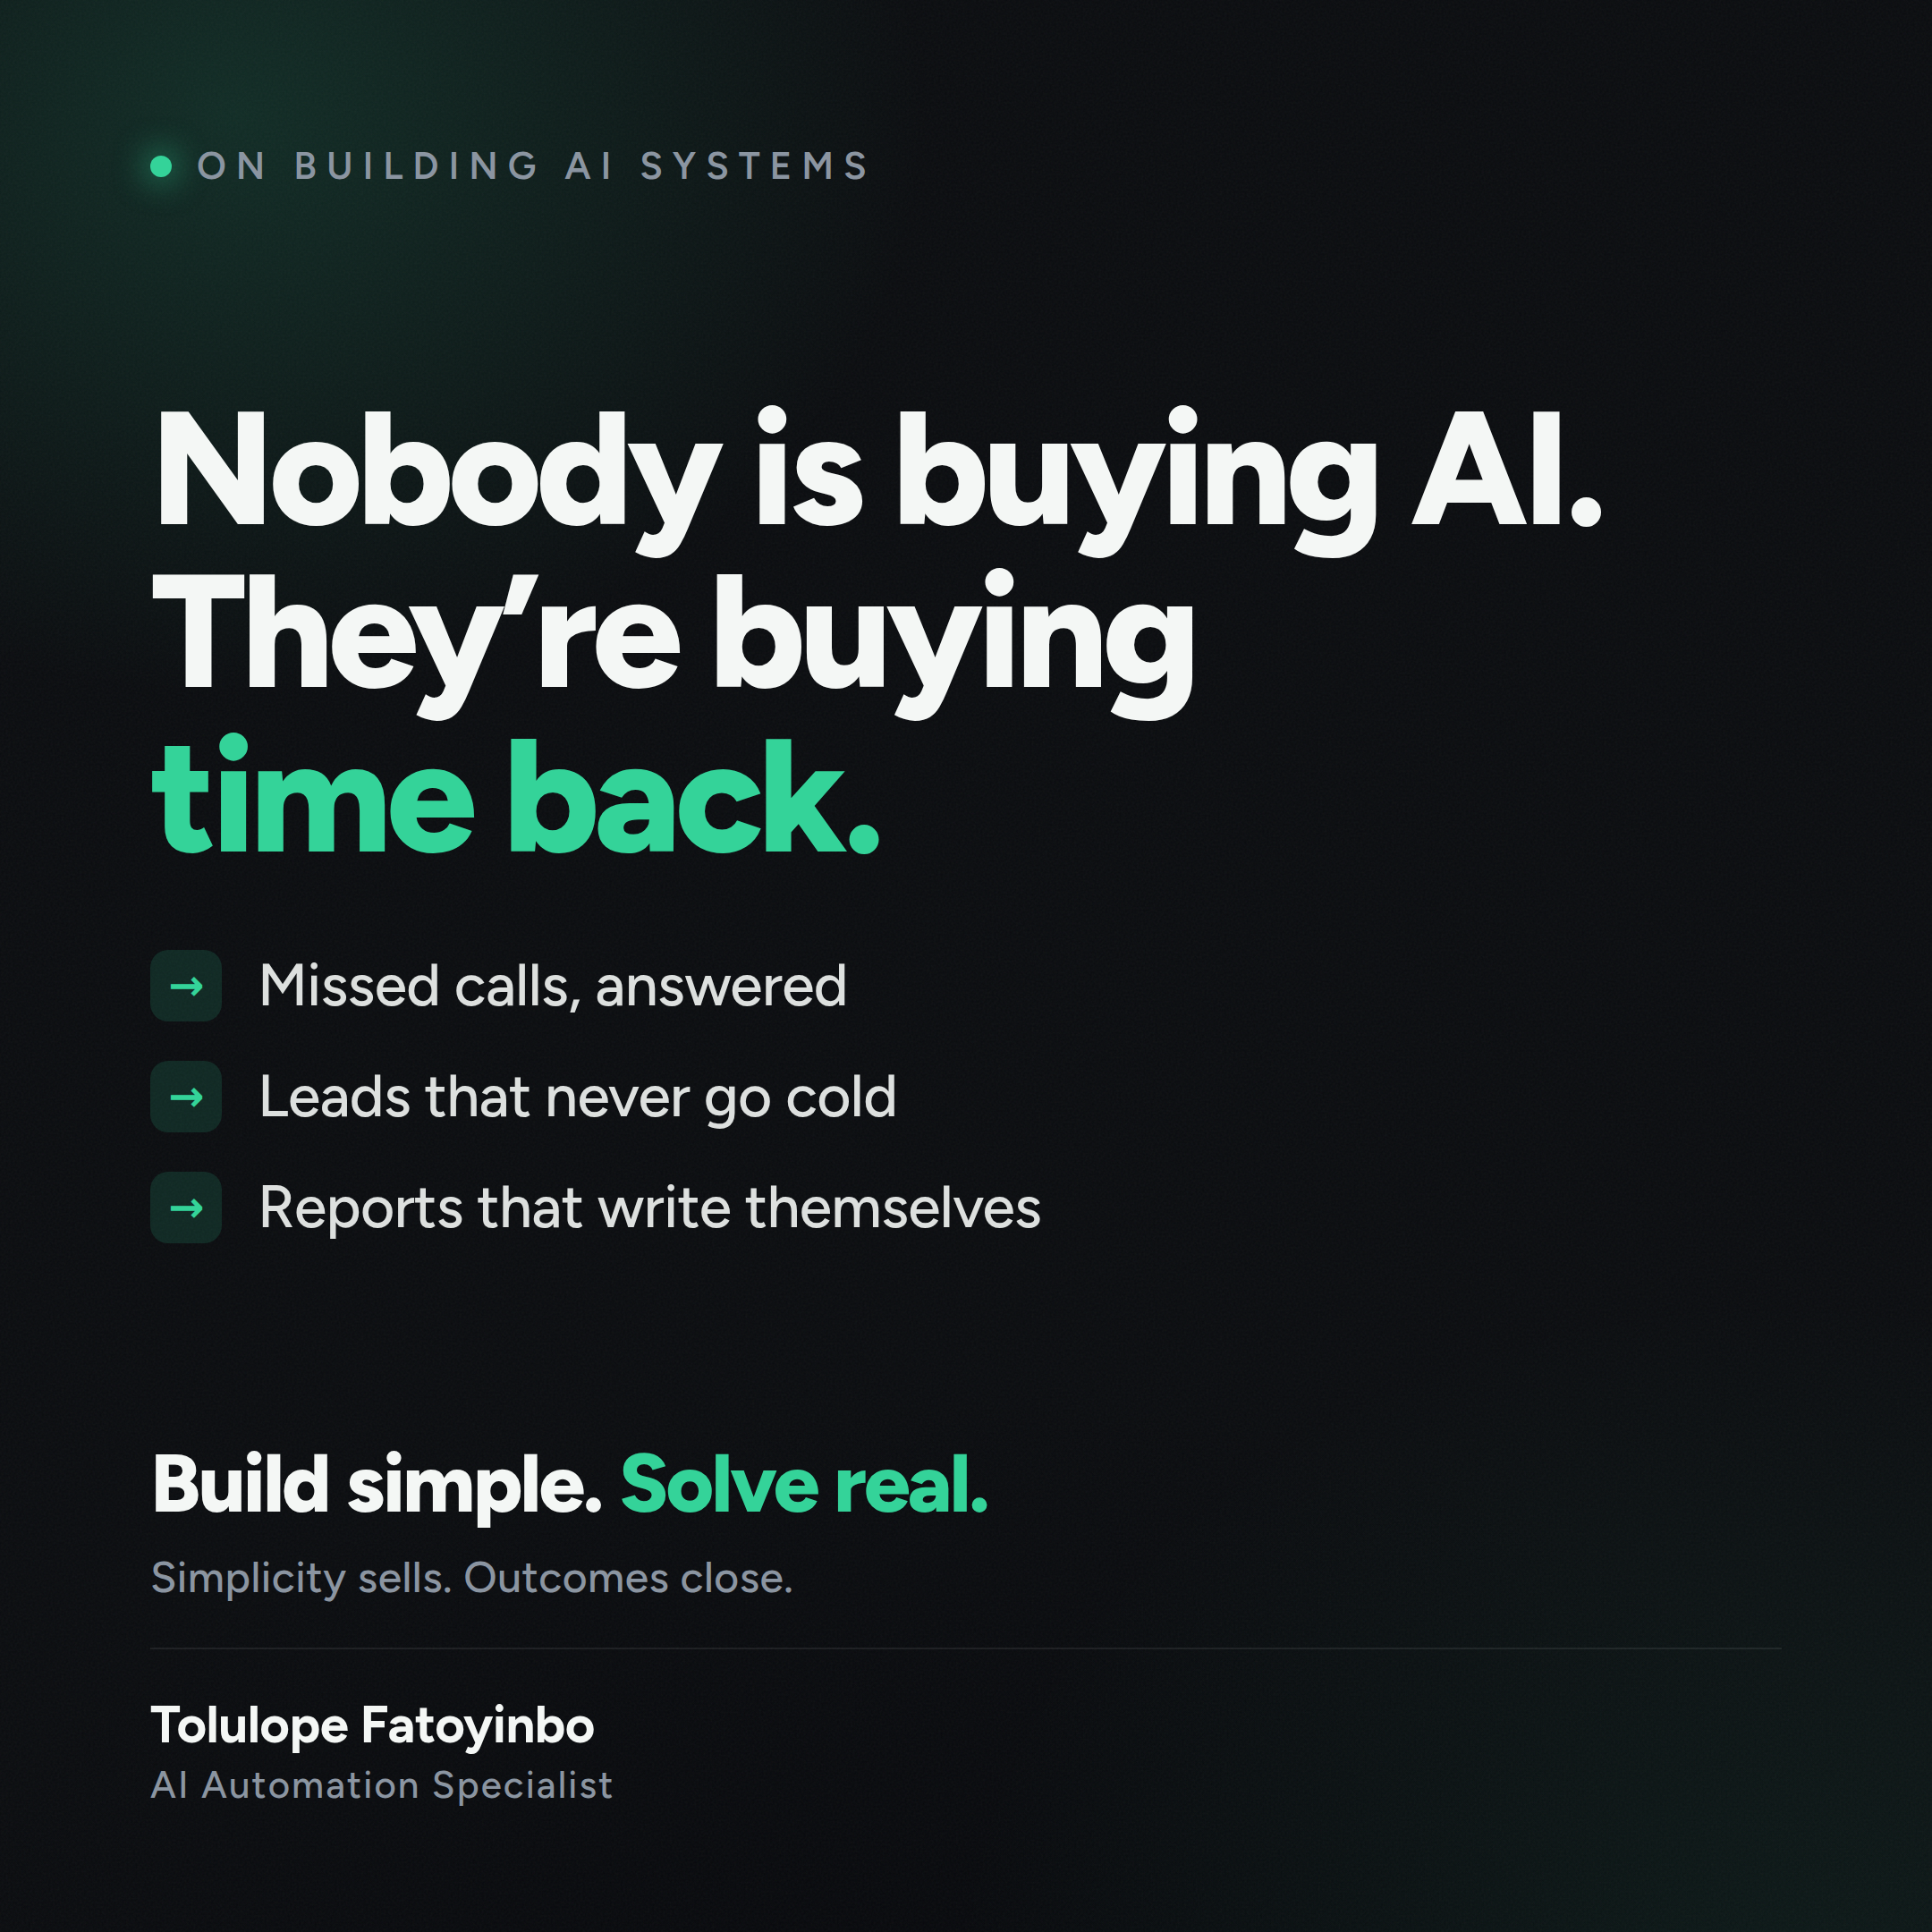 ON BUILDING AI SYSTEMS
Nobody is buying AI.
They’re buying
time back.
→ Missed calls, answered
→ Leads that never go cold
→ Reports that write themselves
Build simple. Solve real.
Simplicity sells. Outcomes close.
Tolulope Fatoyinbo
AI Automation Specialist